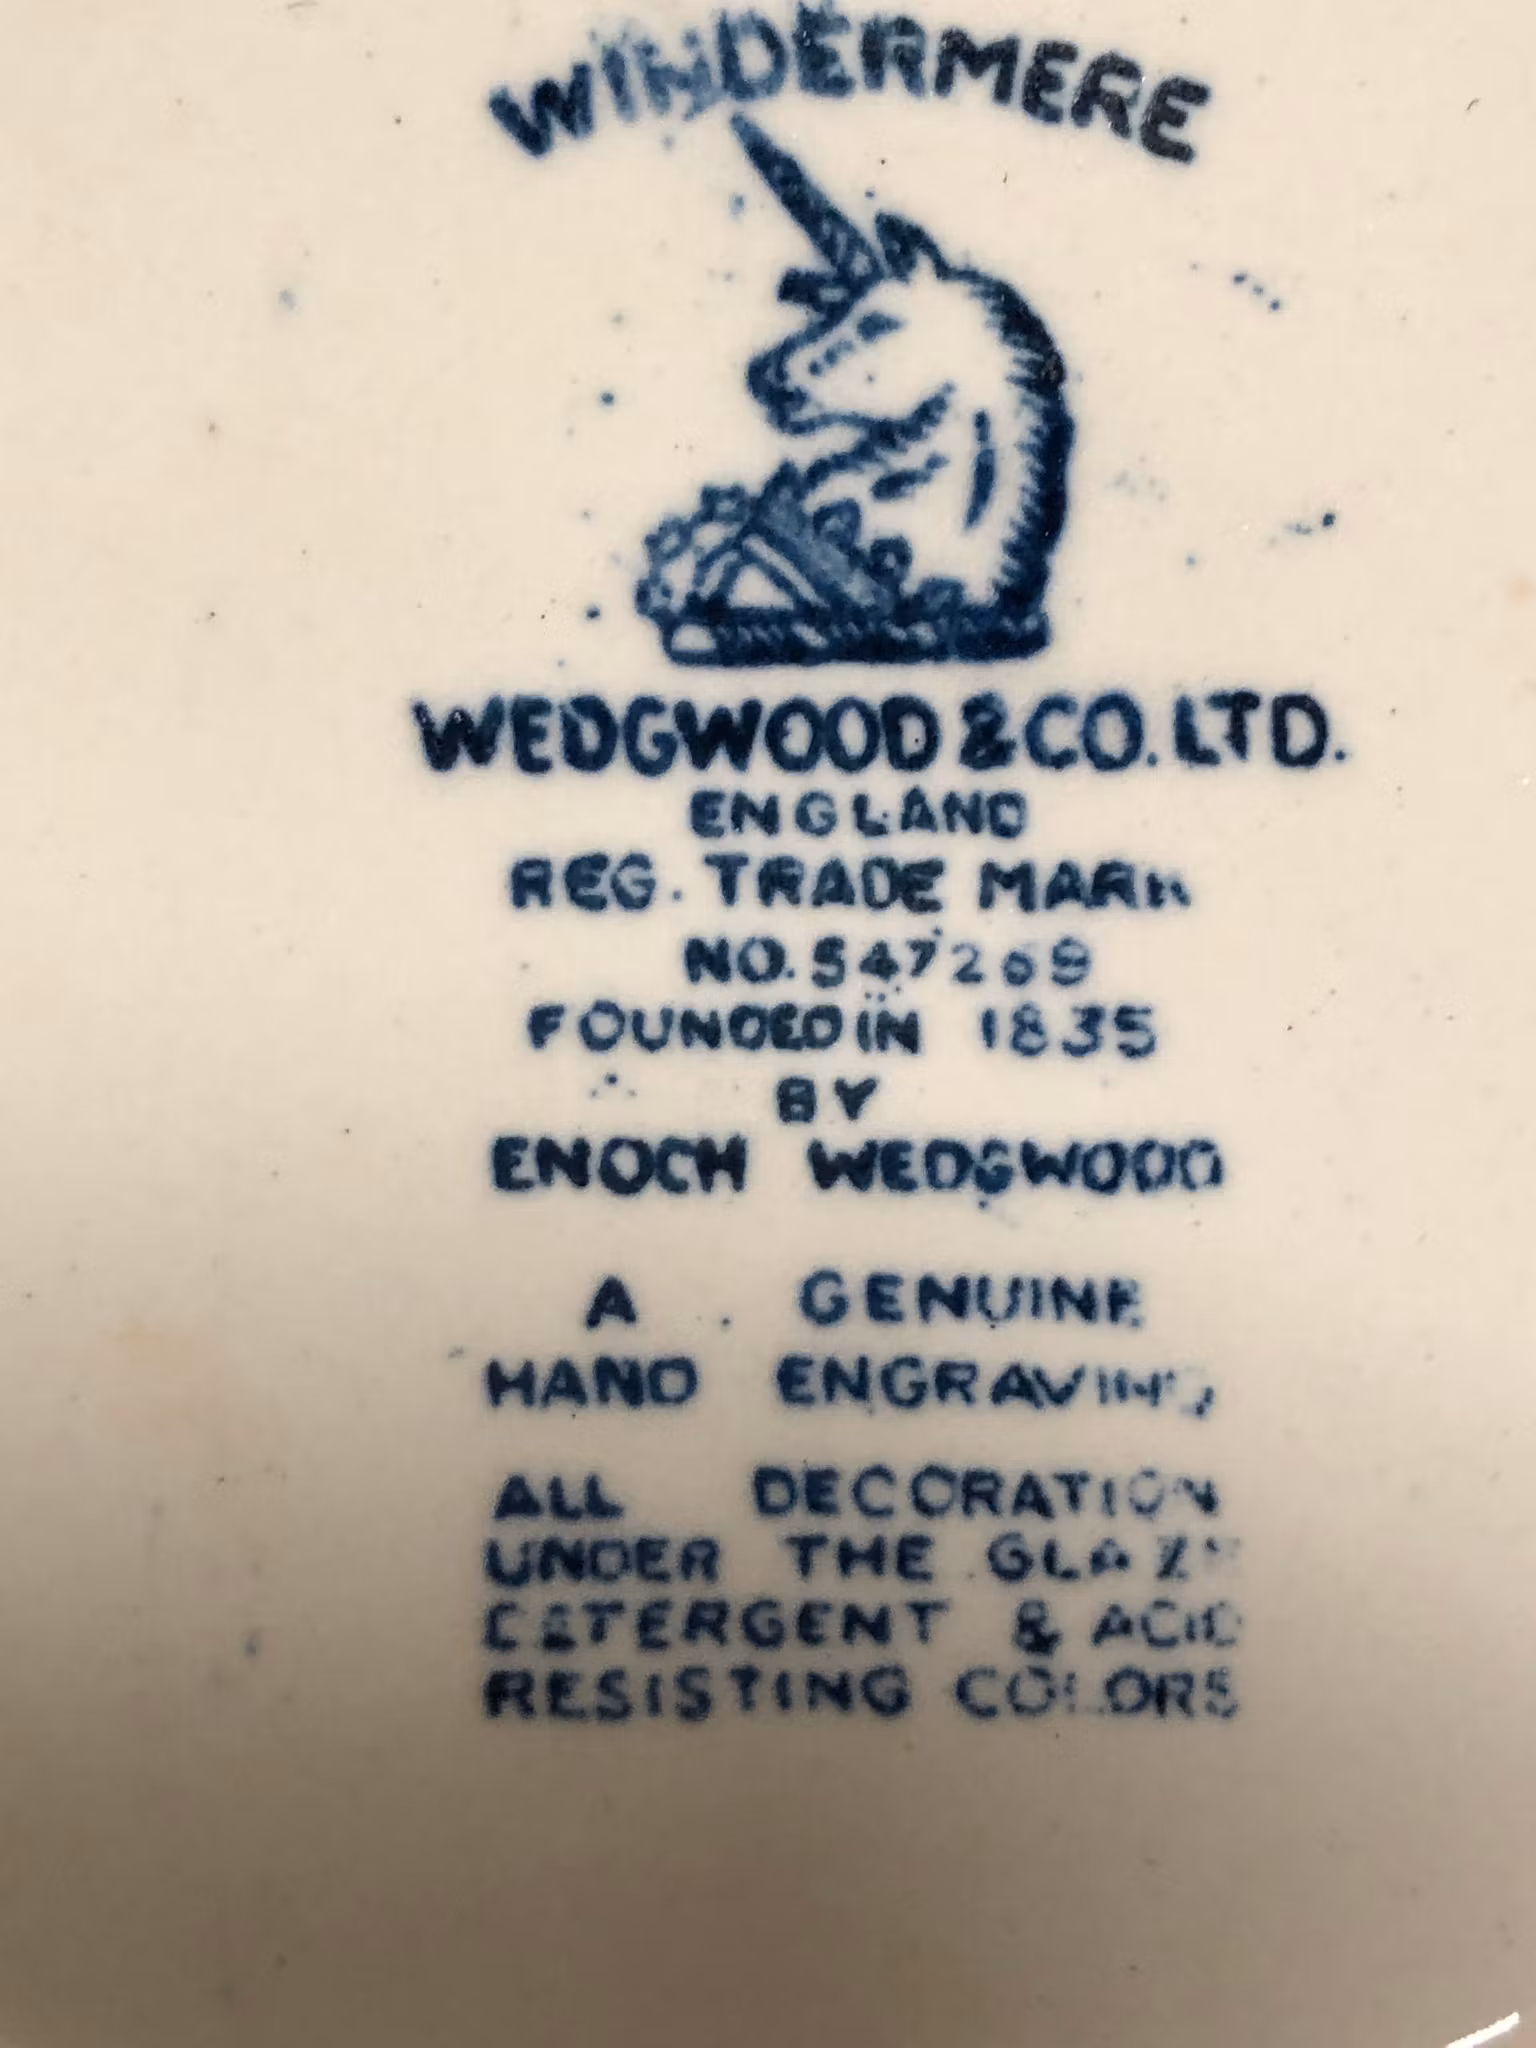 WINDERMERE
WEDGWOOD & CO. LTD.
ENGLAND
REG. TRADE MARK
NO. 547269
FOUNDED IN 1835
BY
ENOCH WEDGWOOD
A GENUINE
HAND ENGRAVING
ALL DECORATION
UNDER THE GLAZE
DETERGENT & ACID
RESISTING COLORS